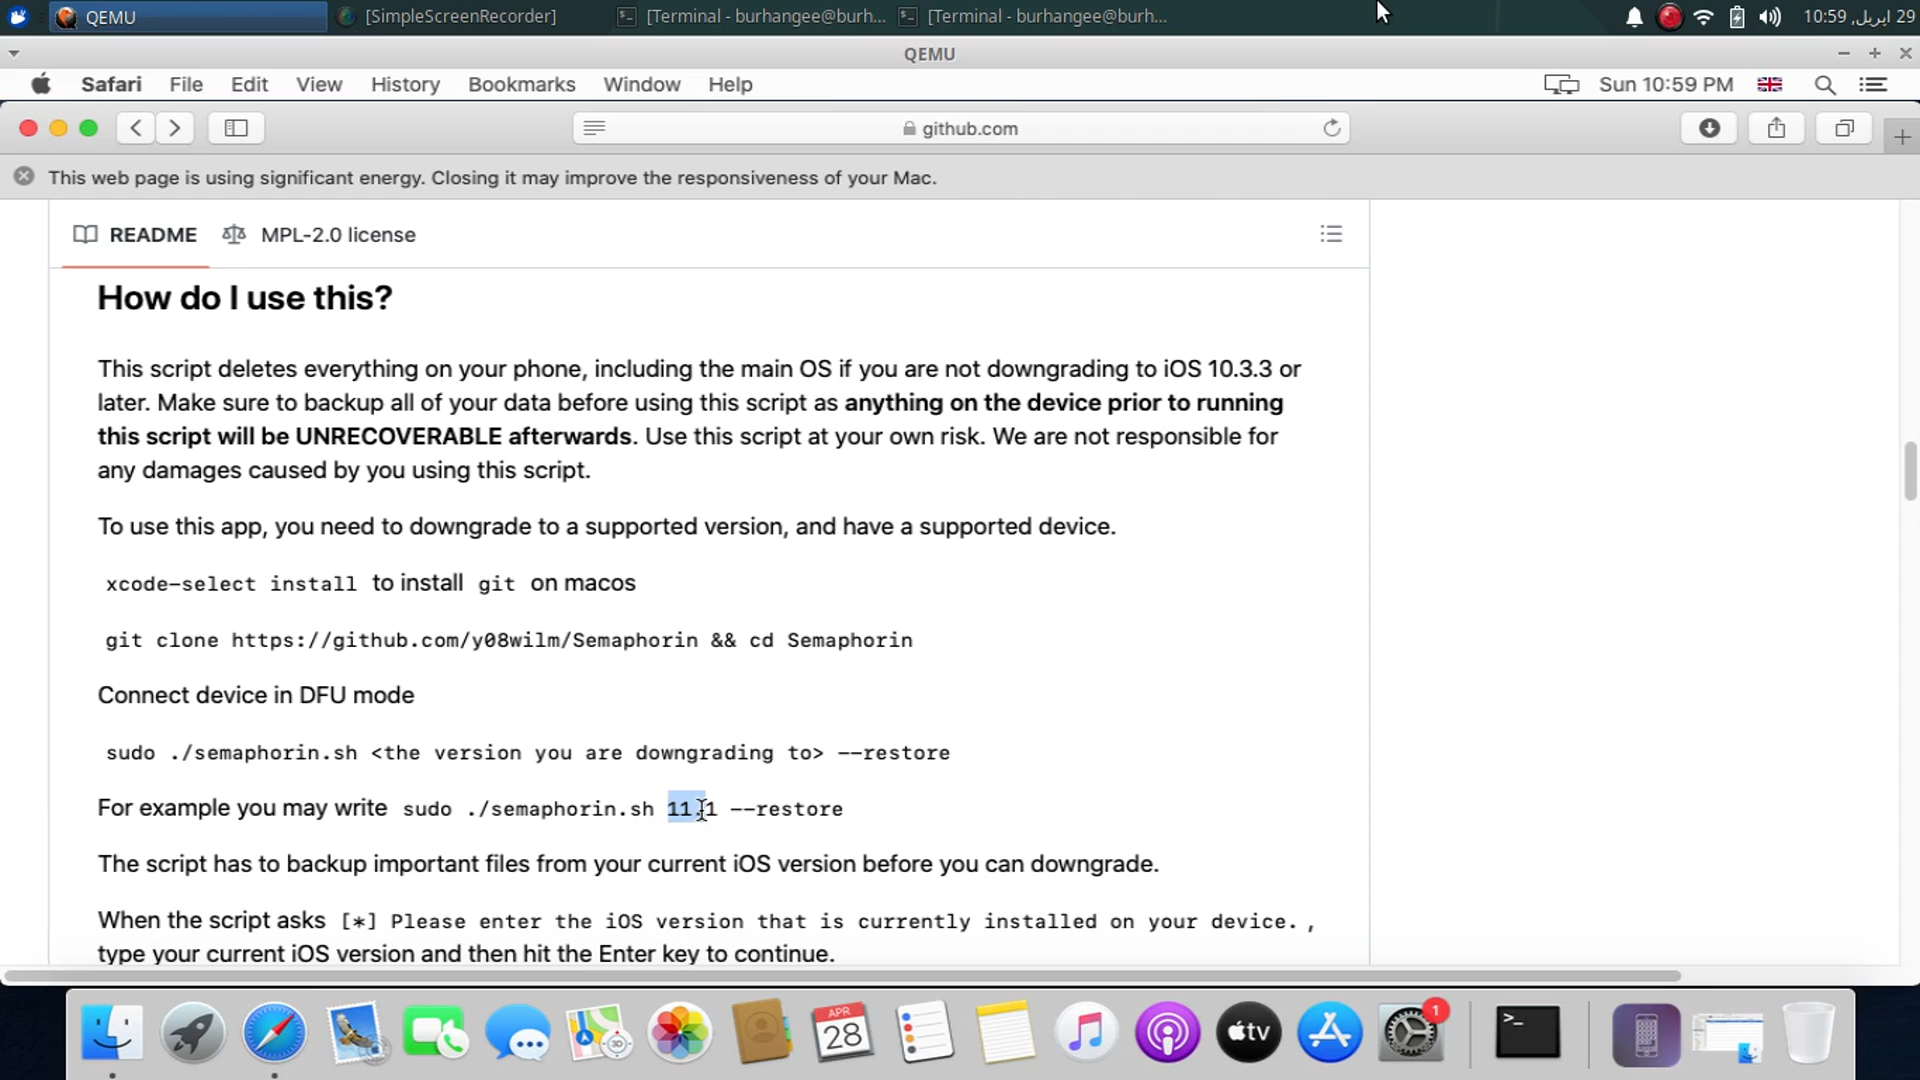 QEMU
[SimpleScreenRecorder]
[Terminal - burhangee@burh...
[Terminal - burhangee@burh...
29 اپریل, 10:59
QEMU
Safari File Edit View History Bookmarks Window Help
Sun 10:59 PM
github.com
This web page is using significant energy. Closing it may improve the responsiveness of your Mac.
README
MPL-2.0 license
How do I use this?
This script deletes everything on your phone, including the main OS if you are not downgrading to iOS 10.3.3 or
later. Make sure to backup all of your data before using this script as anything on the device prior to running
this script will be UNRECOVERABLE afterwards. Use this script at your own risk. We are not responsible for
any damages caused by you using this script.
To use this app, you need to downgrade to a supported version, and have a supported device.
xcode-select install to install git on macos
git clone https://github.com/y08wilm/Semaphorin && cd Semaphorin
Connect device in DFU mode
sudo ./semaphorin.sh <the version you are downgrading to> --restore
For example you may write sudo ./semaphorin.sh 11.1 --restore
The script has to backup important files from your current iOS version before you can downgrade.
When the script asks [*] Please enter the iOS version that is currently installed on your device. ,
type your current iOS version and then hit the Enter key to continue.
APR
28
tv
1
>_